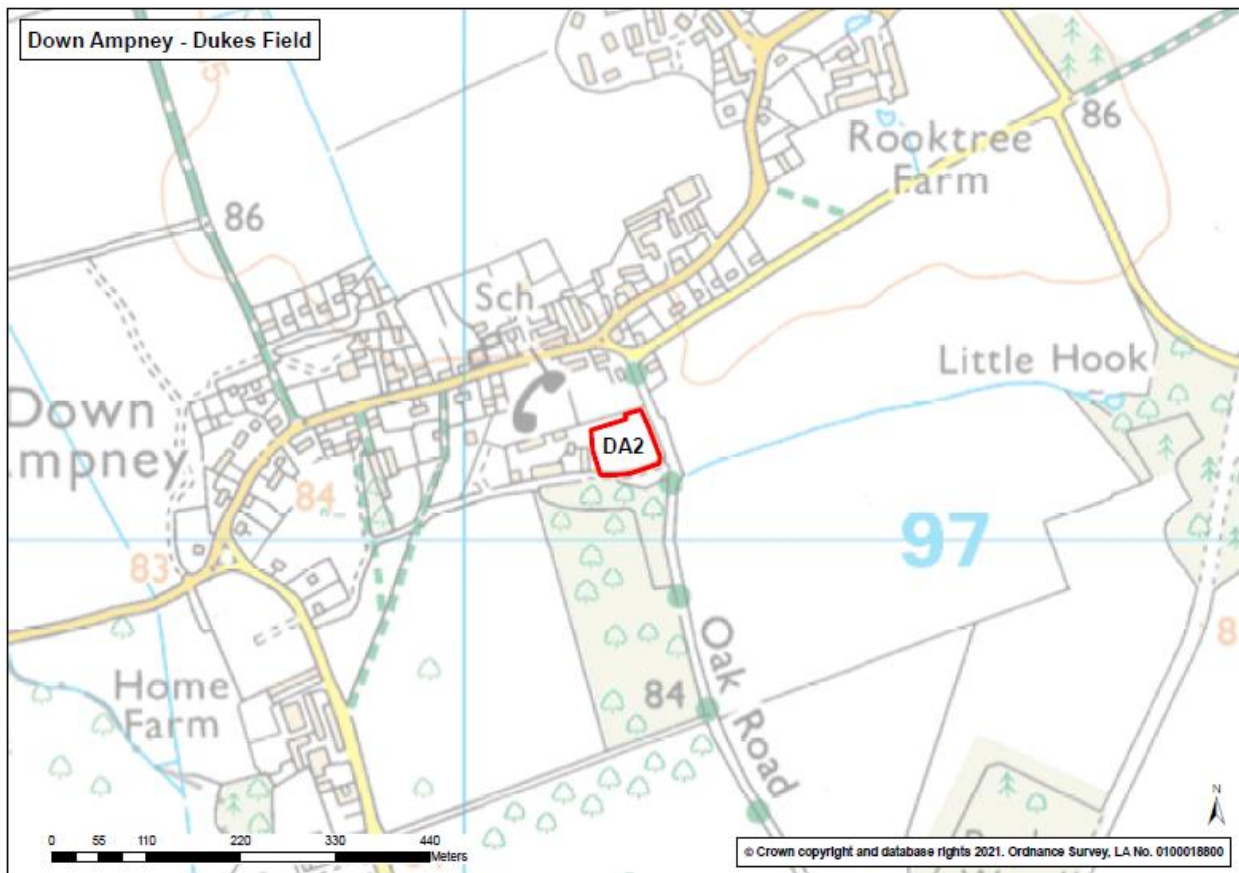 Down Ampney - Dukes Field
86
86
Rooktree
Farm
Sch
Little Hook
Down
mpney
DA2
84
97
83
Oak Road
Home
Farm
84
0 55 110 220 330 440
Meters
N
© Crown copyright and database rights 2021. Ordnance Survey, LA No. 0100018800